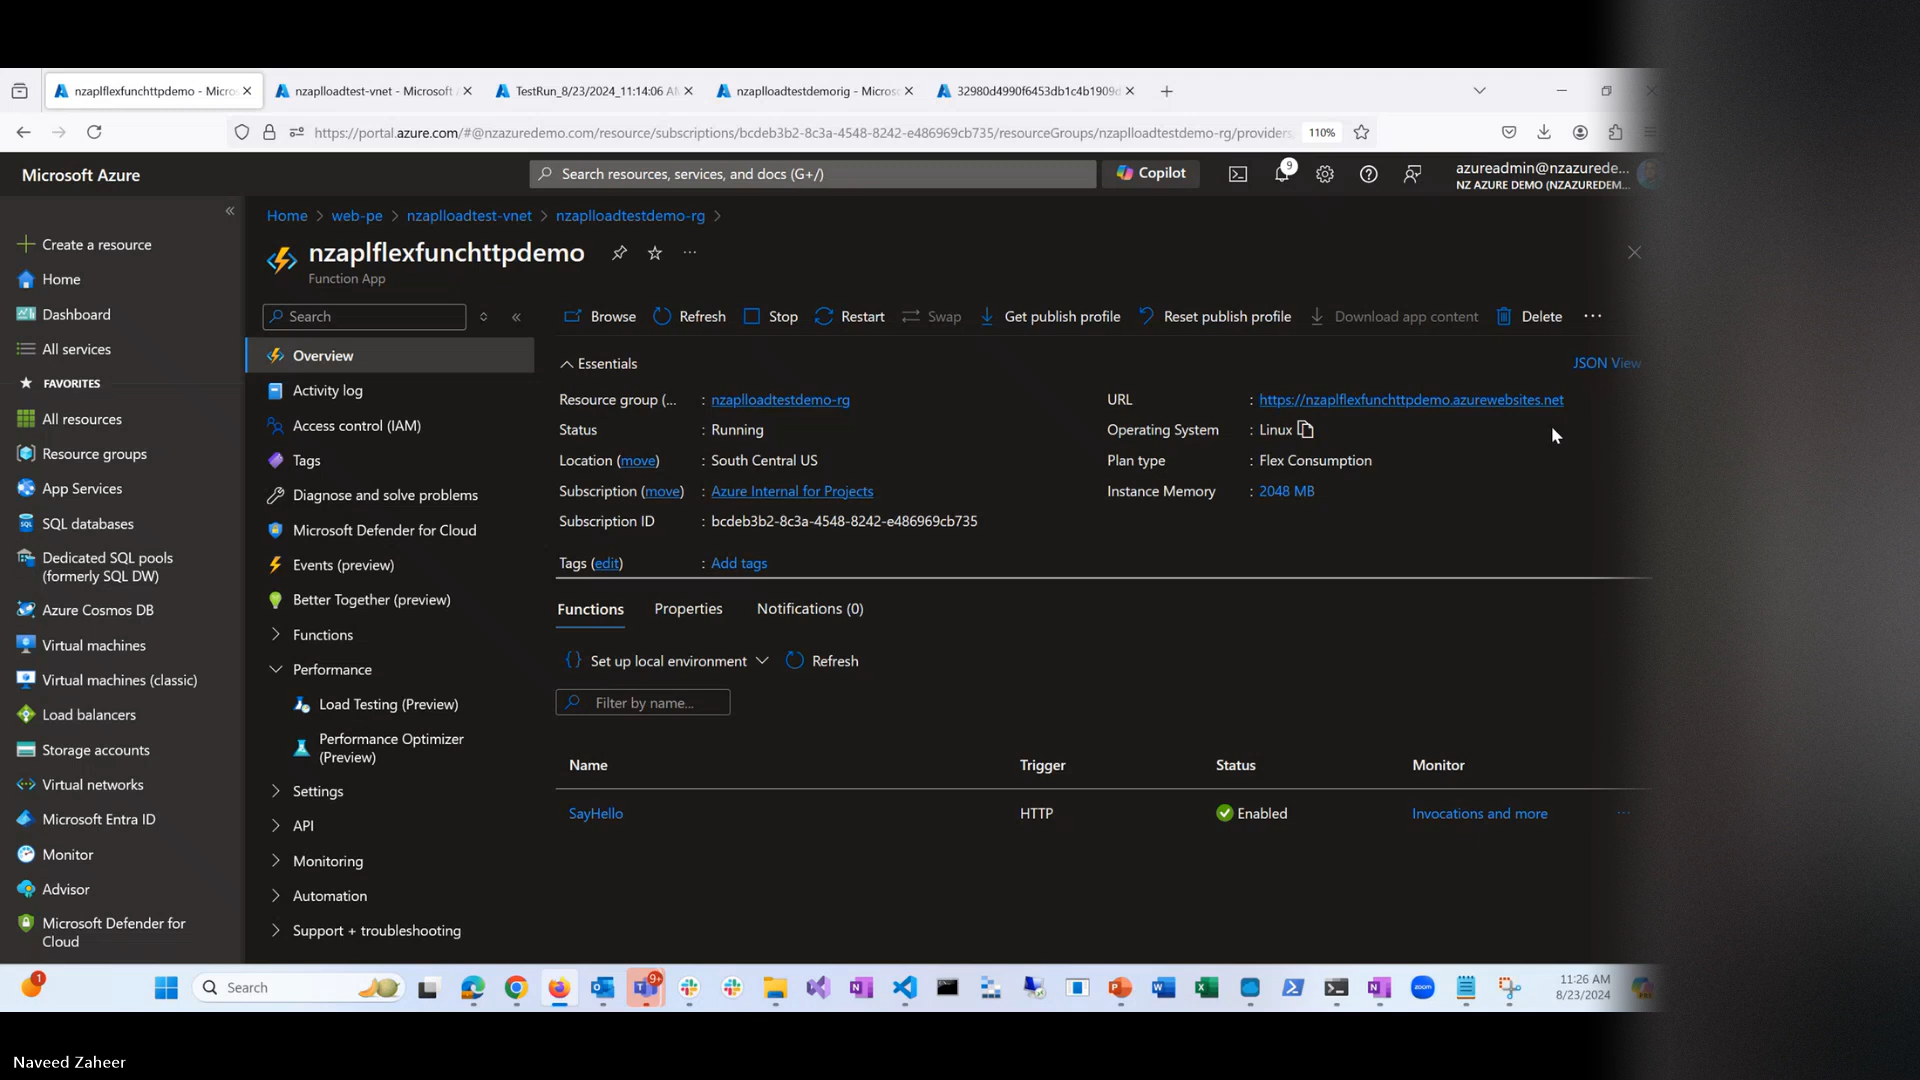 nzaplflexfunchttpdemo - Micro
nzaplloadtest-vnet - Microsoft
TestRun_8/23/2024_11:14:06 A
nzaplloadtestdemorig - Microso
32980d4990f6453db1c4b1909d
https://portal.azure.com/#@nzazuredemo.com/resource/subscriptions/bcdeb3b2-8c3a-4548-8242-e486969cb735/resourceGroups/nzaplloadtestdemo-rg/providers
110%
Microsoft Azure
Search resources, services, and docs (G+/)
Copilot
9
azureadmin@nzazurede...
NZ AZURE DEMO (NZAZUREDEM...
Home > web-pe > nzaplloadtest-vnet > nzaplloadtestdemo-rg >
nzaplflexfunchttpdemo
Function App
Create a resource
Home
Dashboard
All services
FAVORITES
All resources
Resource groups
App Services
SQL databases
Dedicated SQL pools
(formerly SQL DW)
Azure Cosmos DB
Virtual machines
Virtual machines (classic)
Load balancers
Storage accounts
Virtual networks
Microsoft Entra ID
Monitor
Advisor
Microsoft Defender for
Cloud
Search
Overview
Activity log
Access control (IAM)
Tags
Diagnose and solve problems
Microsoft Defender for Cloud
Events (preview)
Better Together (preview)
Functions
Performance
Load Testing (Preview)
Performance Optimizer
(Preview)
Settings
API
Monitoring
Automation
Support + troubleshooting
Browse Refresh Stop Restart Swap Get publish profile Reset publish profile Download app content Delete ...
Essentials
JSON View
Resource group (... : nzaplloadtestdemo-rg
Status : Running
Location (move) : South Central US
Subscription (move) : Azure Internal for Projects
Subscription ID : bcdeb3b2-8c3a-4548-8242-e486969cb735
Tags (edit) : Add tags
URL : https://nzaplflexfunchttpdemo.azurewebsites.net
Operating System : Linux
Plan type : Flex Consumption
Instance Memory : 2048 MB
Functions Properties Notifications (0)
Set up local environment Refresh
Filter by name...
Name Trigger Status Monitor
SayHello HTTP Enabled Invocations and more ...
1
Search
9+
zoom
11:26 AM
8/23/2024
Naveed Zaheer